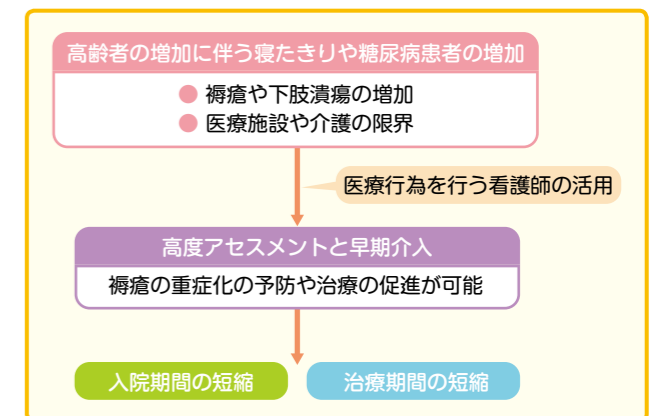 高齢者の増加に伴う寝たきりや糖尿病患者の増加
● 褥瘡や下肢潰瘍の増加
● 医療施設や介護の限界
医療行為を行う看護師の活用
高度アセスメントと早期介入
褥瘡の重症化の予防や治療の促進が可能
入院期間の短縮
治療期間の短縮